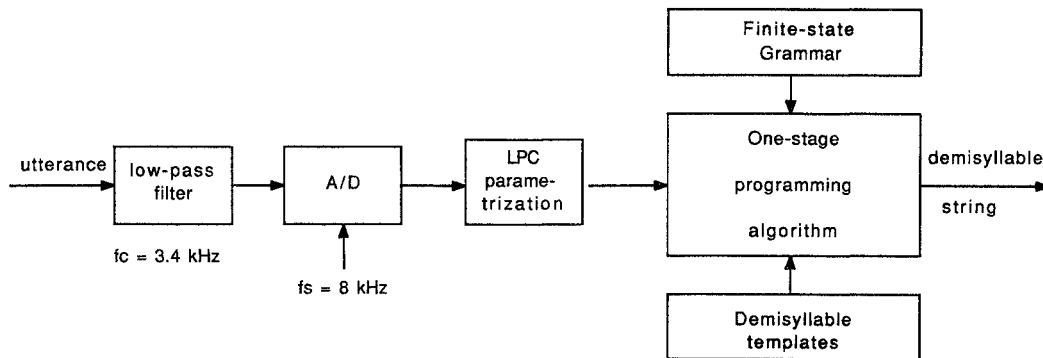 Finite-state
Grammar
utterance
low-pass
filter
fc = 3.4 kHz
A/D
fs = 8 kHz
LPC
parame-
trization
One-stage
programming
algorithm
demisyllable
string
Demisyllable
templates